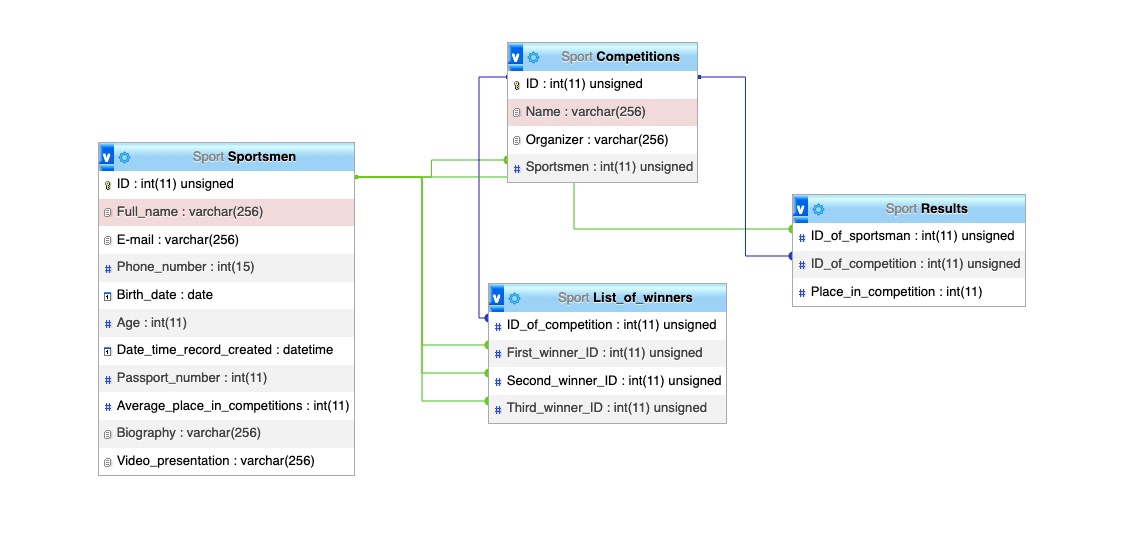 Sport Competitions
ID : int(11) unsigned
Name : varchar(256)
Organizer : varchar(256)
Sportsmen : int(11) unsigned
Sport Sportsmen
ID : int(11) unsigned
Full_name : varchar(256)
E-mail : varchar(256)
Phone_number : int(15)
Birth_date : date
Age : int(11)
Date_time_record_created : datetime
Passport_number : int(11)
Average_place_in_competitions : int(11)
Biography : varchar(256)
Video_presentation : varchar(256)
Sport Results
ID_of_sportsman : int(11) unsigned
ID_of_competition : int(11) unsigned
Place_in_competition : int(11)
Sport List_of_winners
ID_of_competition : int(11) unsigned
First_winner_ID : int(11) unsigned
Second_winner_ID : int(11) unsigned
Third_winner_ID : int(11) unsigned